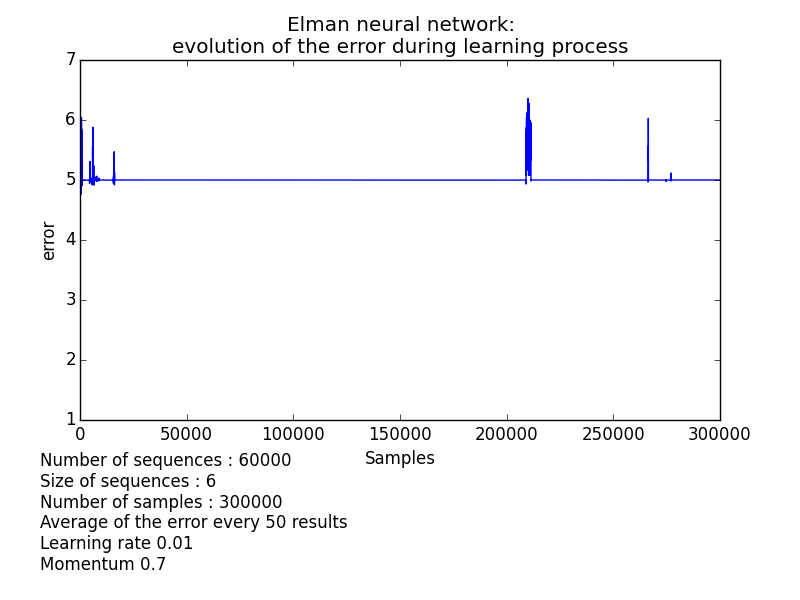 Elman neural network:
evolution of the error during learning process
7
6
5
4
3
2
1
error
0 50000 100000 150000 200000 250000 300000
Samples
Number of sequences : 60000
Size of sequences : 6
Number of samples : 300000
Average of the error every 50 results
Learning rate 0.01
Momentum 0.7